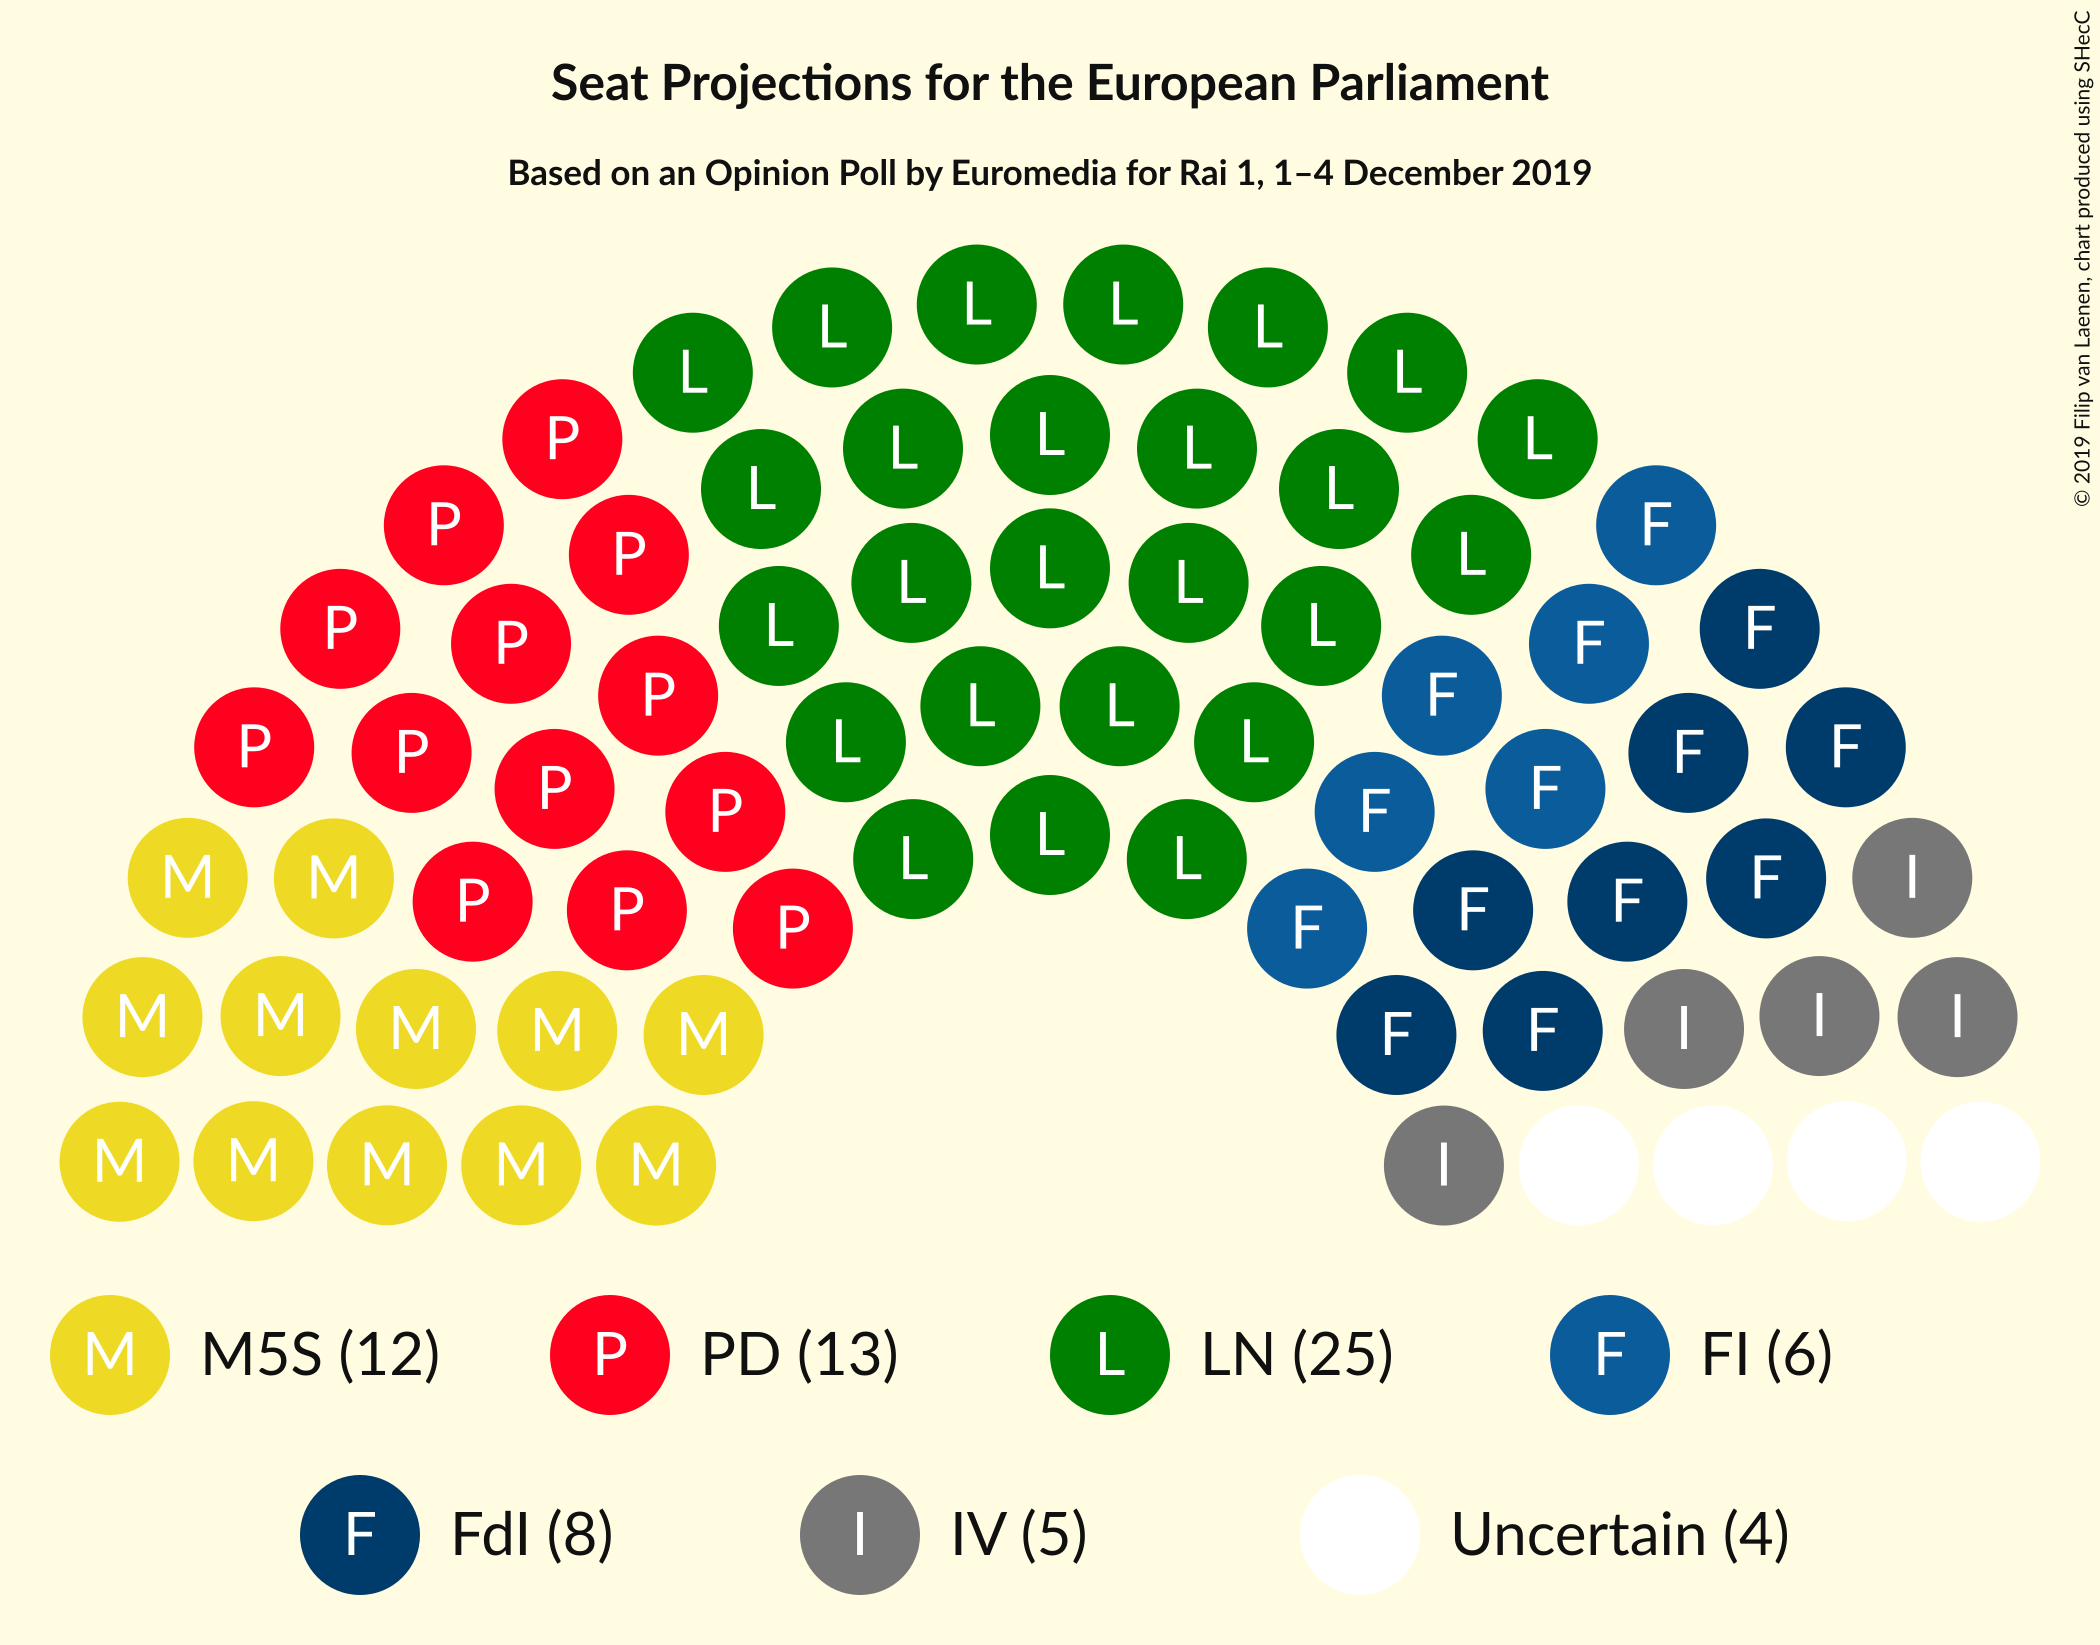 Seat Projections for the European Parliament
Based on an Opinion Poll by Euromedia for Rai 1, 1–4 December 2019
© 2019 Filip van Laenen, chart produced using SHecC
L L
L L
L L
P L L
L L L
L L
P P L F
L
L L
L L
P P F F
P F
L L
P P L L F F
P F
P F
L
M M P L L F I
P P F F
P F
M M M M M F F I I I
M M M M M I
M M5S (12) P PD (13) L LN (25) F FI (6)
F FdI (8) I IV (5) Uncertain (4)